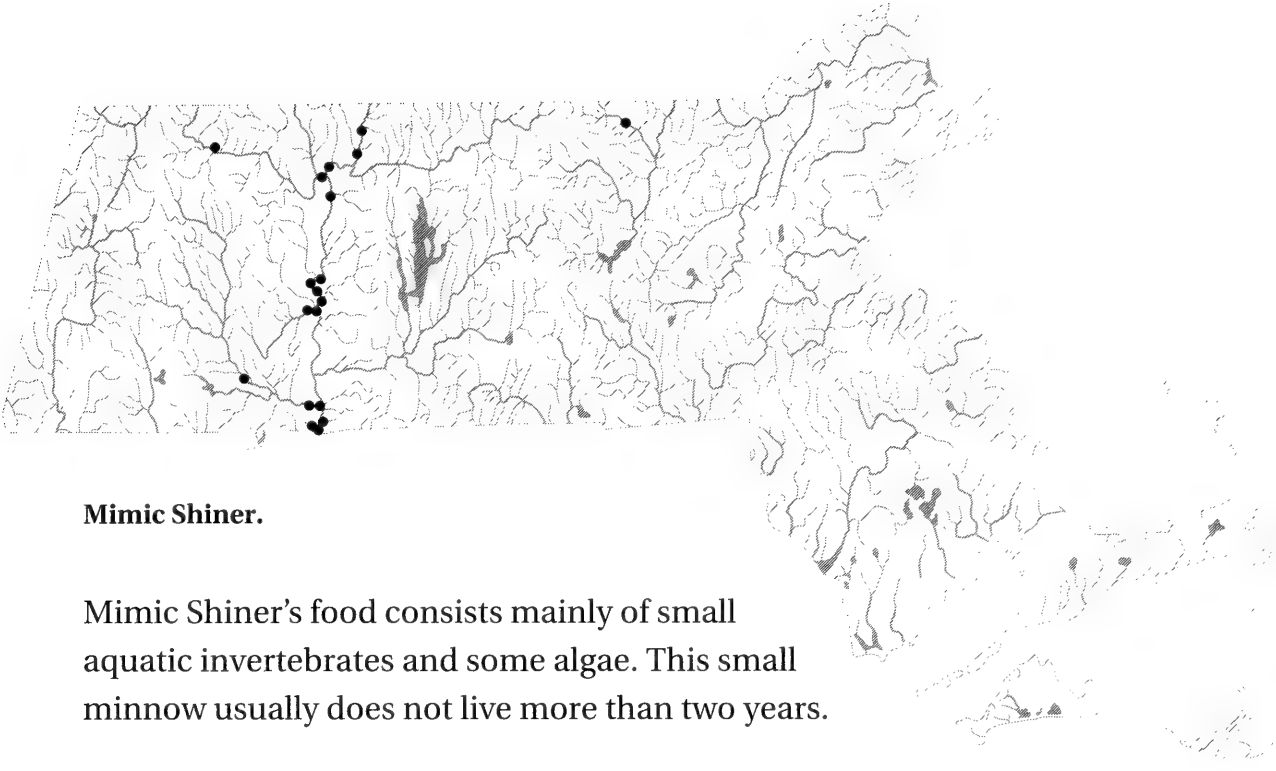 Mimic Shiner.
Mimic Shiner’s food consists mainly of small
aquatic invertebrates and some algae. This small
minnow usually does not live more than two years.